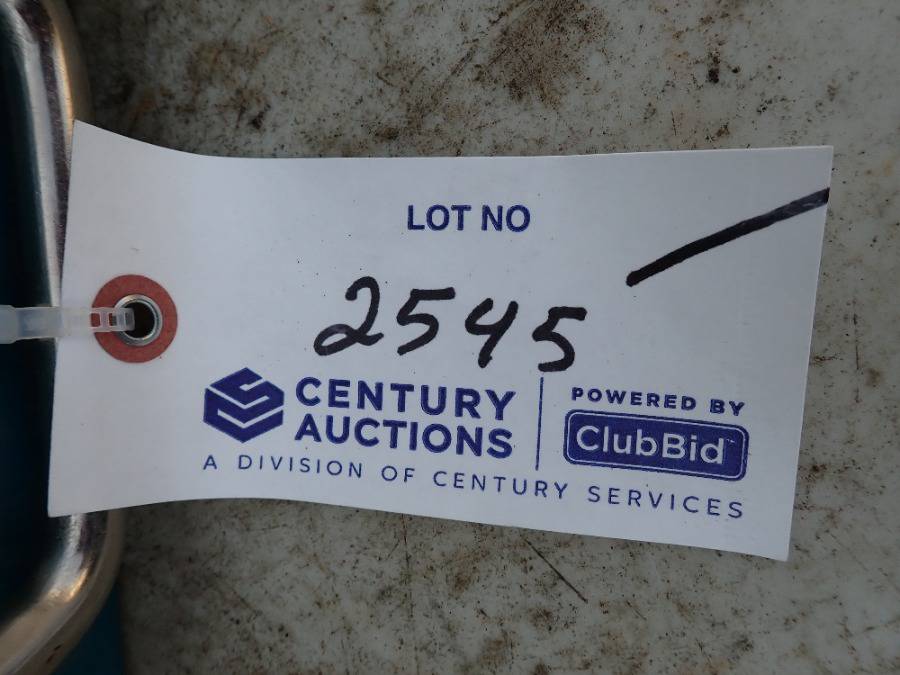 LOT NO
2545
CENTURY
AUCTIONS
A DIVISION OF CENTURY SERVICES
POWERED BY
ClubBid